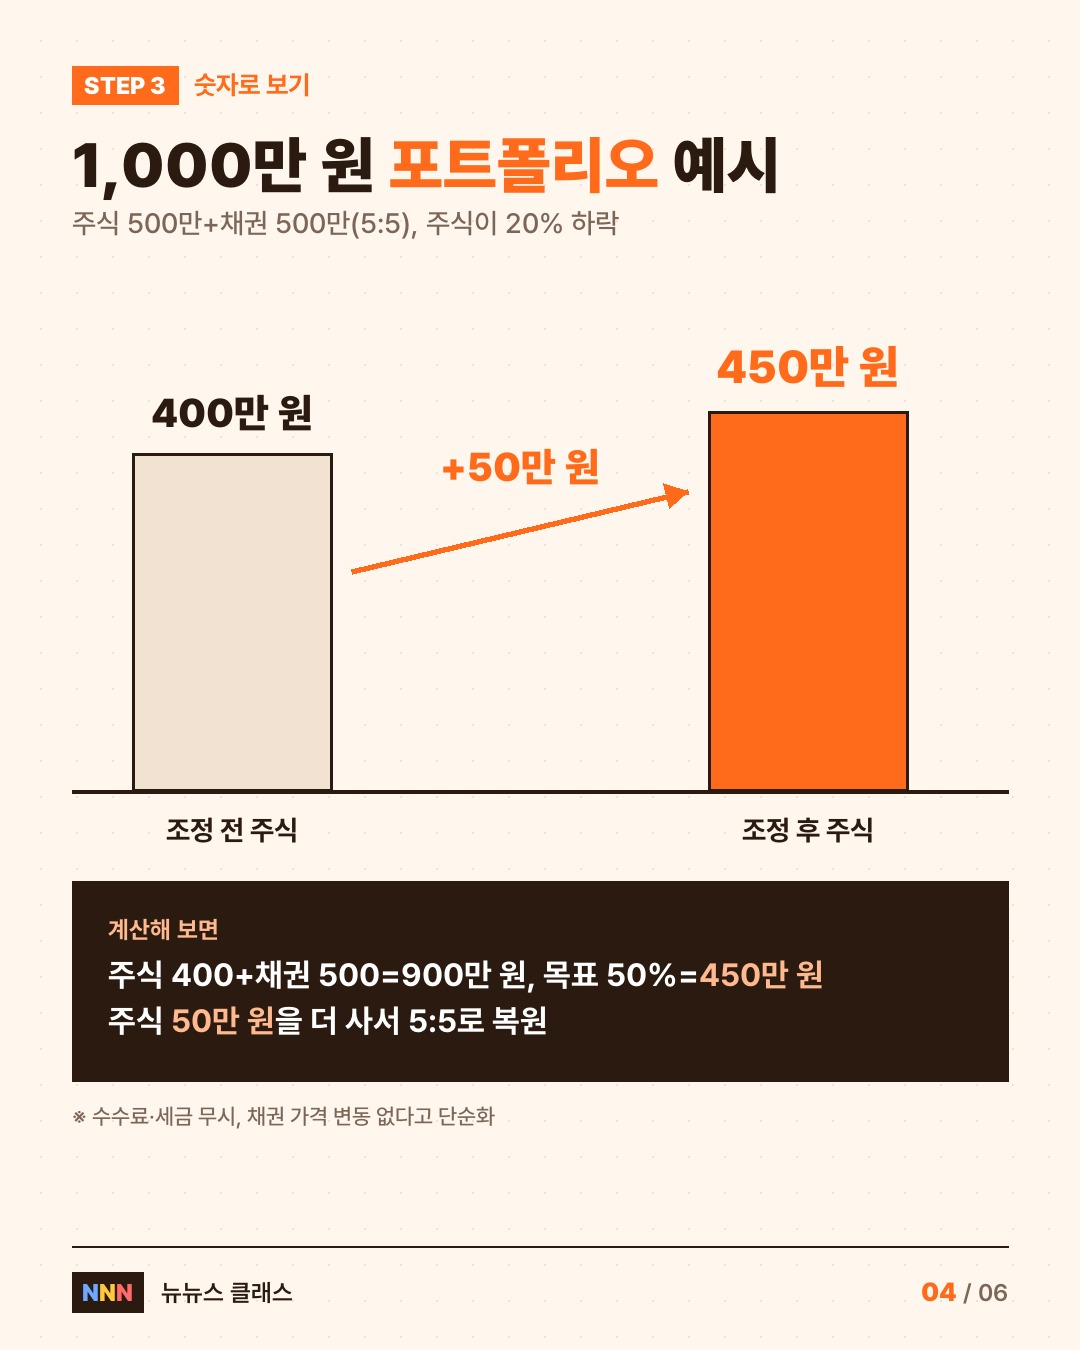 STEP 3 숫자로 보기
1,000만 원 포트폴리오 예시
주식 500만+채권 500만(5:5), 주식이 20% 하락
450만 원
400만 원
+50만 원
조정 전 주식
조정 후 주식
계산해 보면
주식 400+채권 500=900만 원, 목표 50%=450만 원
주식 50만 원을 더 사서 5:5로 복원
※ 수수료·세금 무시, 채권 가격 변동 없다고 단순화
NNN 뉴뉴스 클래스
04 / 06